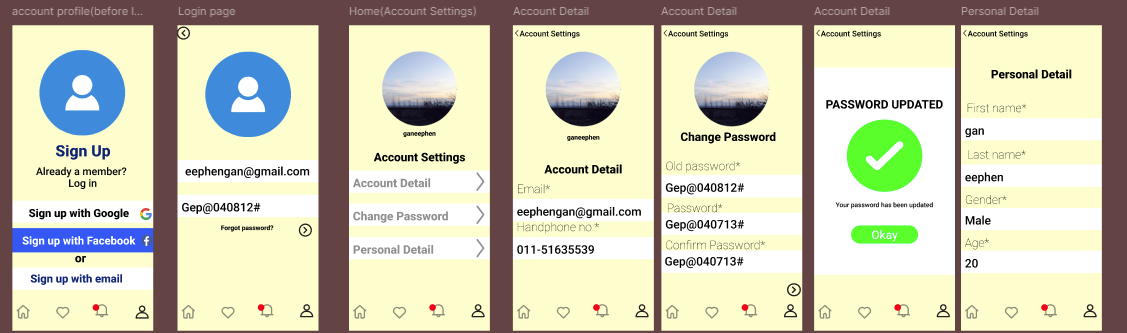 account profile(before l...
Sign Up
Already a member?
Log in
Sign up with Google
Sign up with Facebook
or
Sign up with email
Login page
eephengan@gmail.com
Gep@040812#
Forgot password?
Home(Account Settings)
ganeephen
Account Settings
Account Detail
Change Password
Personal Detail
Account Detail
Account Settings
ganeephen
Account Detail
Email*
eephengan@gmail.com
Handphone no.*
011-51635539
Account Detail
Account Settings
Change Password
Old password*
Gep@040812#
Password*
Gep@040713#
Confirm Password*
Gep@040713#
Account Detail
Account Settings
PASSWORD UPDATED
Your password has been updated
Okay
Personal Detail
Account Settings
Personal Detail
First name*
gan
Last name*
eephen
Gender*
Male
Age*
20